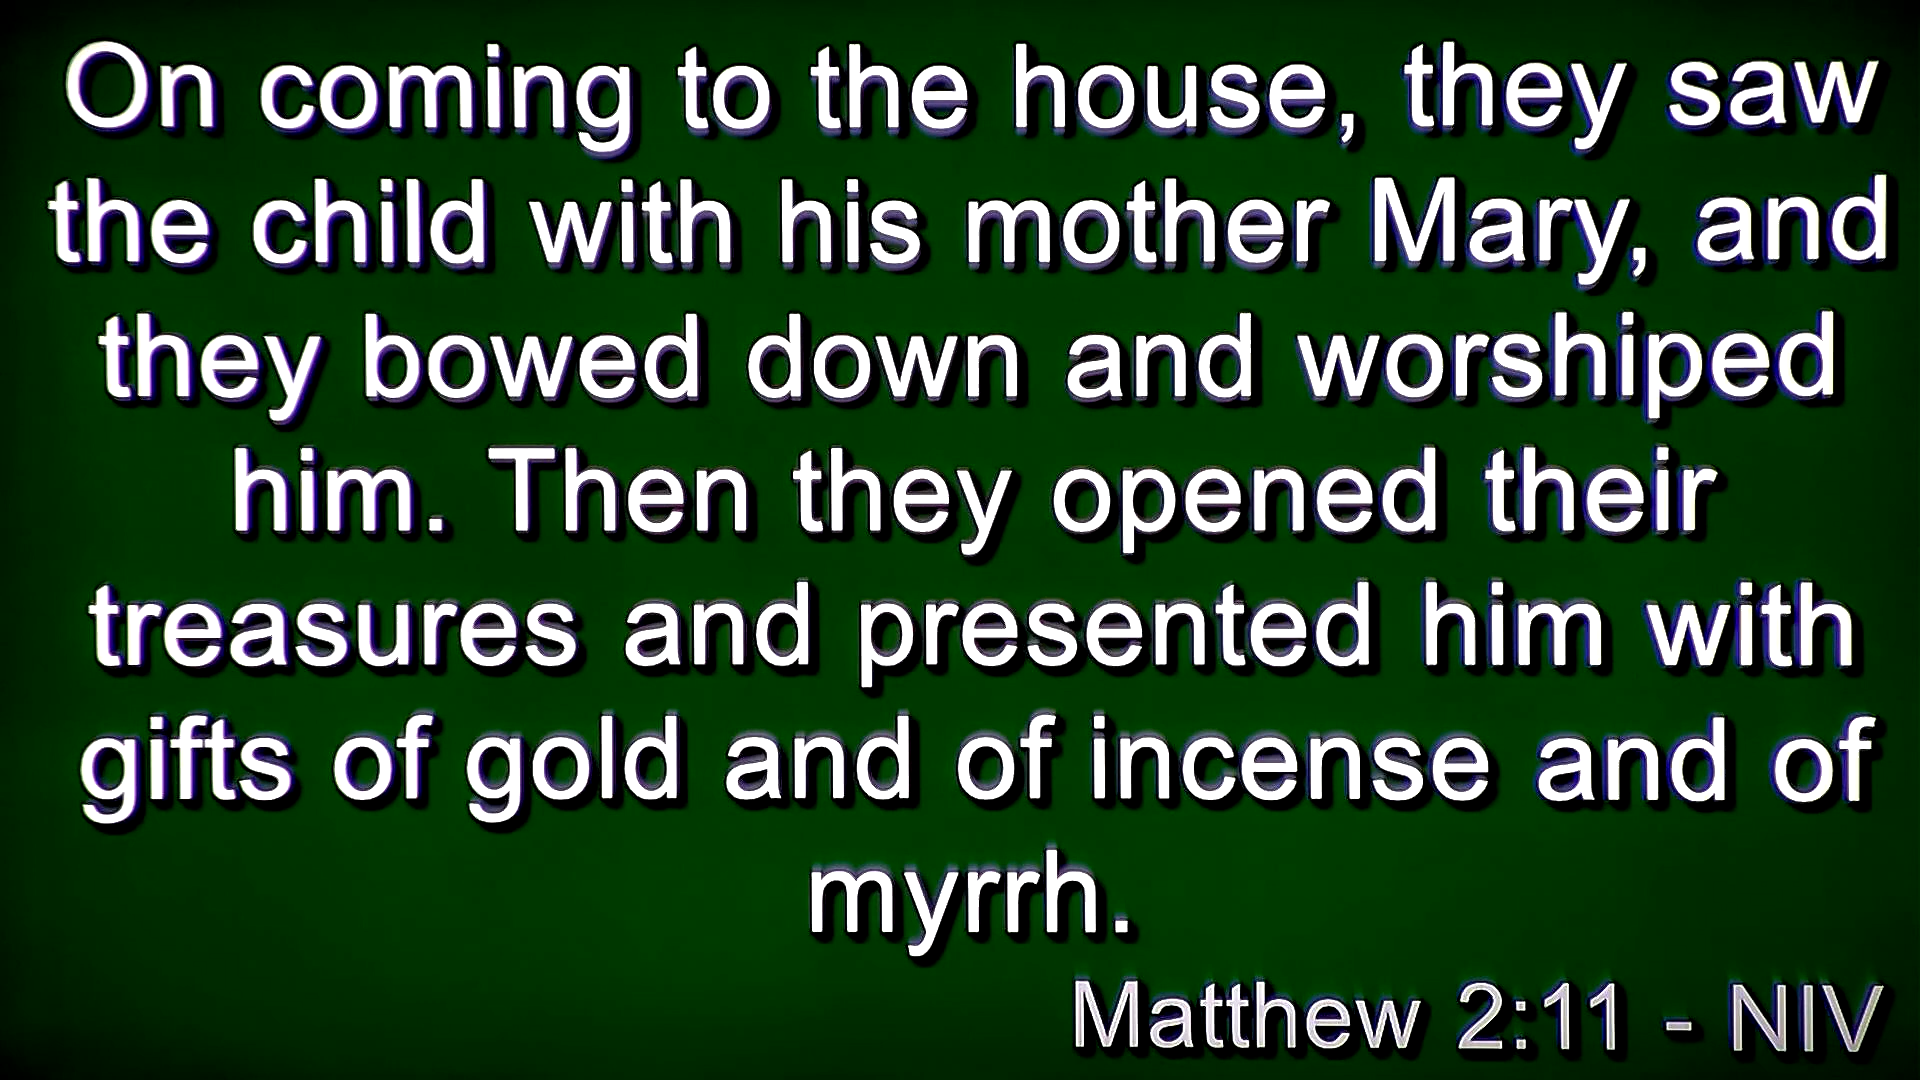 On coming to the house, they saw
the child with his mother Mary, and
they bowed down and worshiped
him. Then they opened their
treasures and presented him with
gifts of gold and of incense and of
myrrh.
Matthew 2:11 - NIV